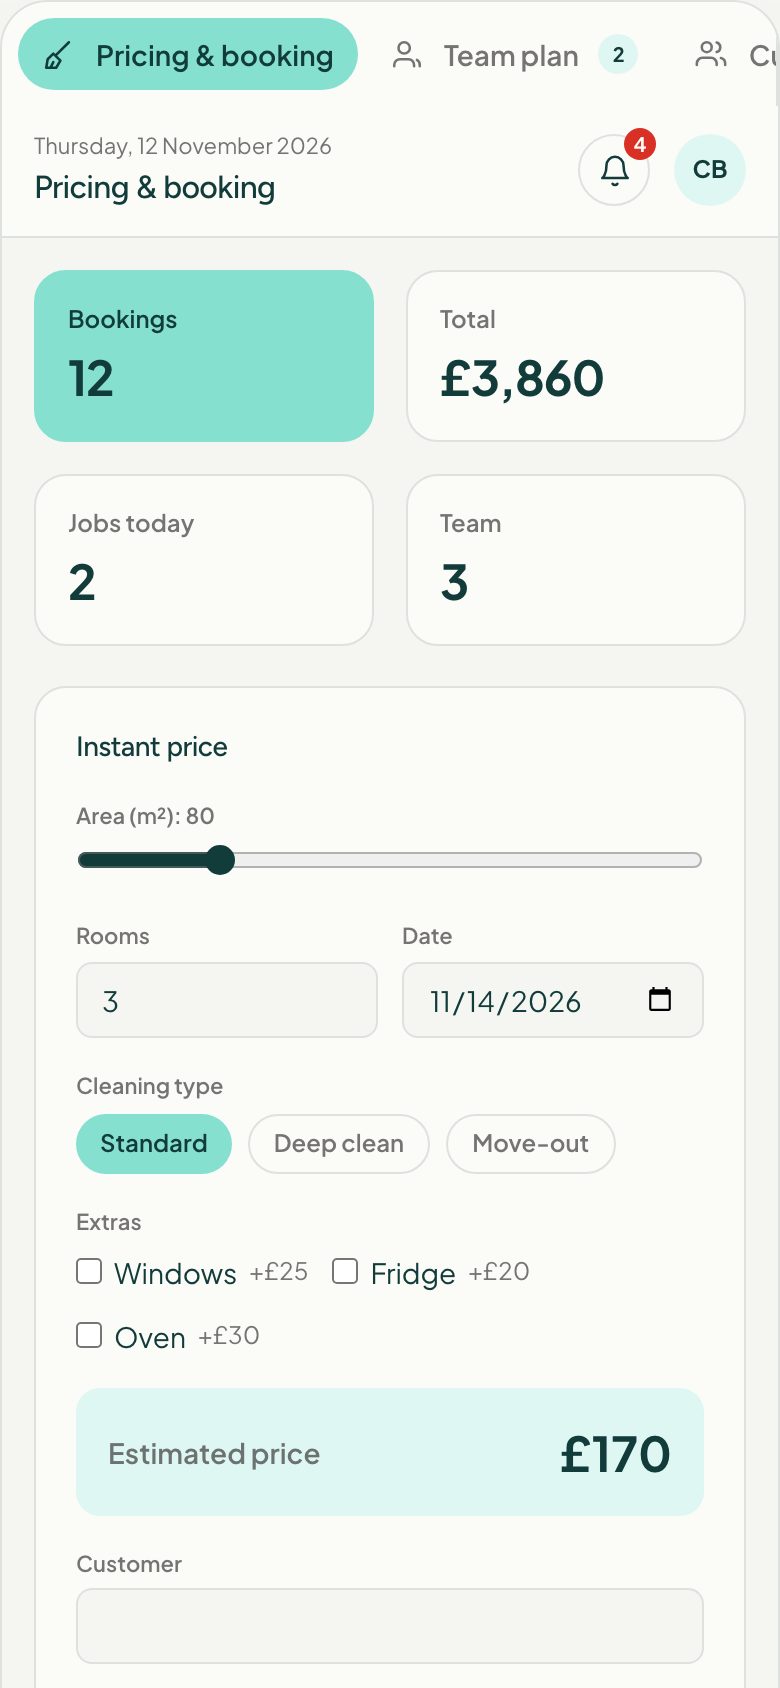 Pricing & booking
Team plan 2
Cu
Thursday, 12 November 2026
Pricing & booking
4
CB
Bookings
12
Total
£3,860
Jobs today
2
Team
3
Instant price
Area (m²): 80
Rooms
Date
3
11/14/2026
Cleaning type
Standard
Deep clean
Move-out
Extras
Windows +£25
Fridge +£20
Oven +£30
Estimated price £170
Customer